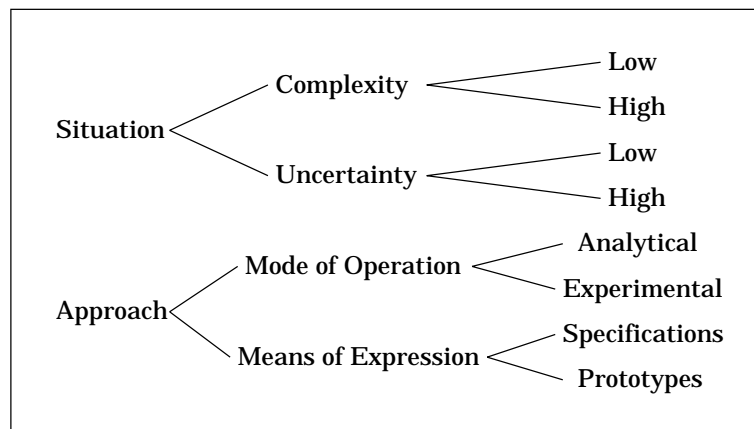 Low
Complexity
High
Situation
Low
Uncertainty
High
Analytical
Mode of Operation
Experimental
Approach
Specifications
Means of Expression
Prototypes